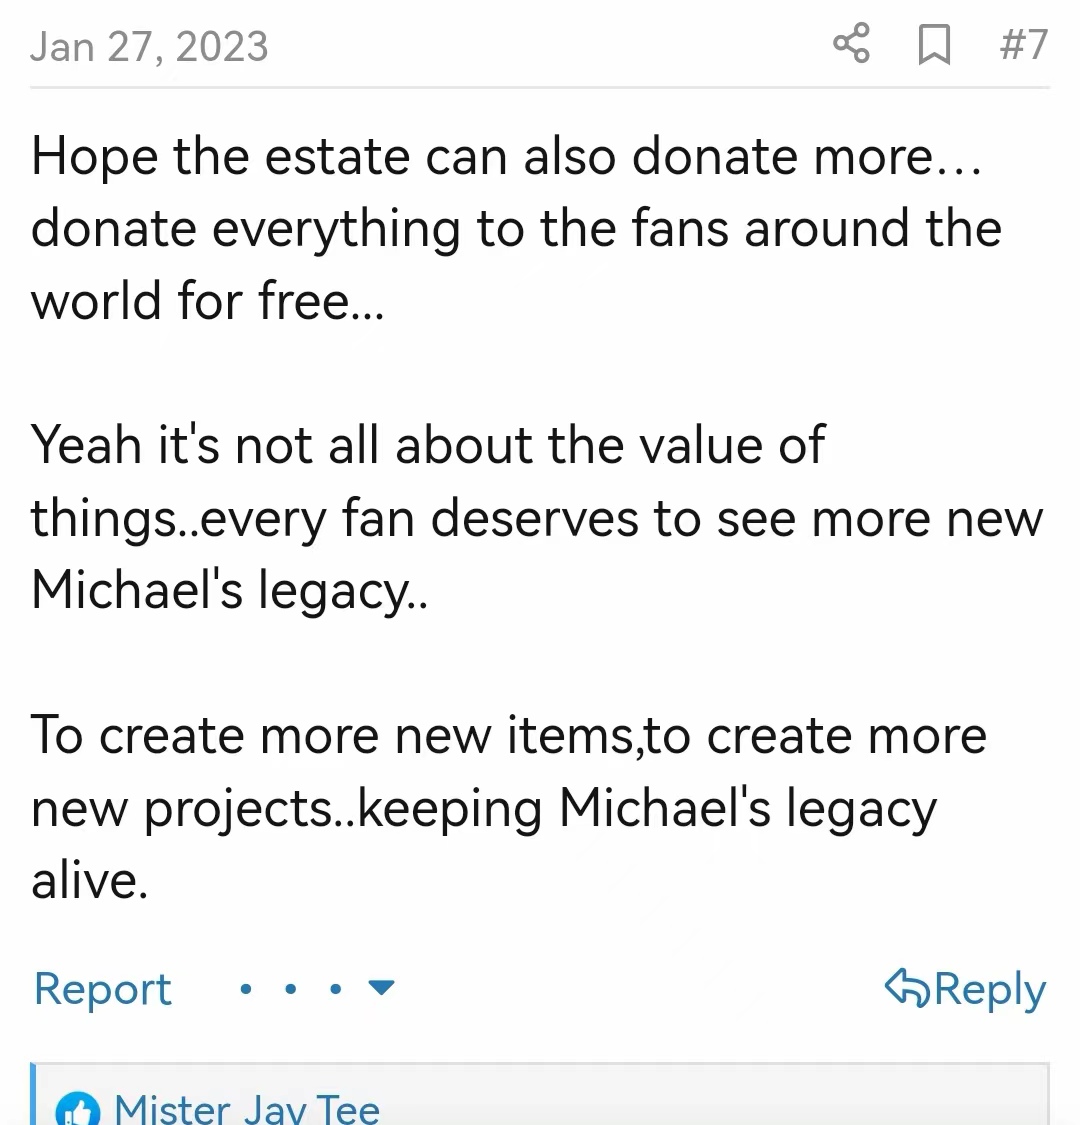 Jan 27, 2023 #7
Hope the estate can also donate more...
donate everything to the fans around the
world for free...
Yeah it's not all about the value of
things..every fan deserves to see more new
Michael's legacy..
To create more new items,to create more
new projects..keeping Michael's legacy
alive.
Report Reply
Mister Jay Tee